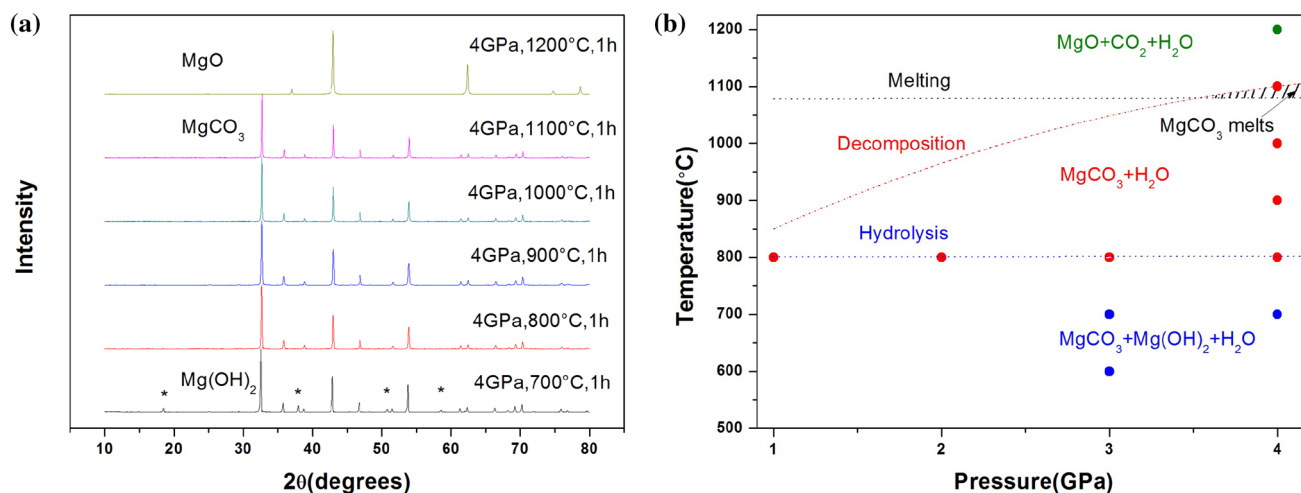 (a)
MgO
4GPa,1200°C,1h
MgCO3
4GPa,1100°C,1h
4GPa,1000°C,1h
4GPa,900°C,1h
4GPa,800°C,1h
Mg(OH)2
4GPa,700°C,1h
* * * *
Intensity
10 20 30 40 50 60 70 80
2θ(degrees)
(b)
1200
1100
1000
900
800
700
600
500
Temperature(°C)
MgO+CO2+H2O
Melting
MgCO3 melts
Decomposition
MgCO3+H2O
Hydrolysis
MgCO3+Mg(OH)2+H2O
1 2 3 4
Pressure(GPa)